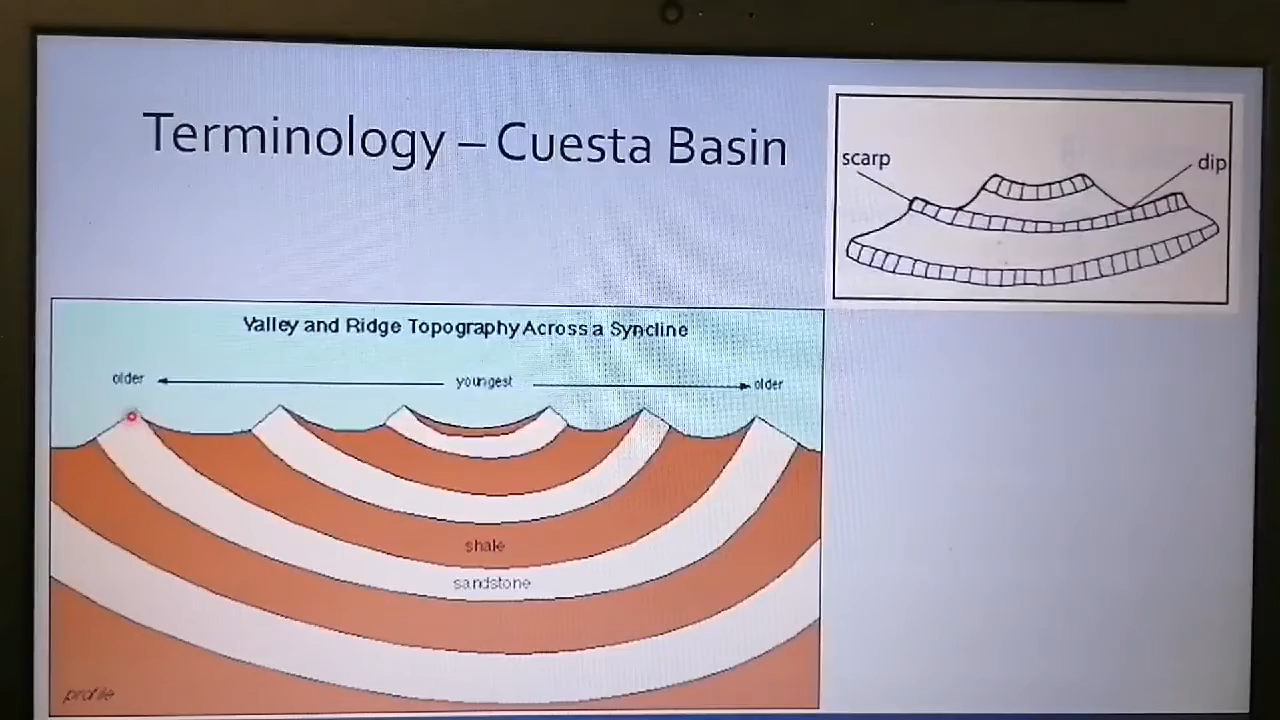 Terminology – Cuesta Basin
scarp
dip
Valley and Ridge Topography Across a Syncline
older youngest older
shale
sandstone
profile